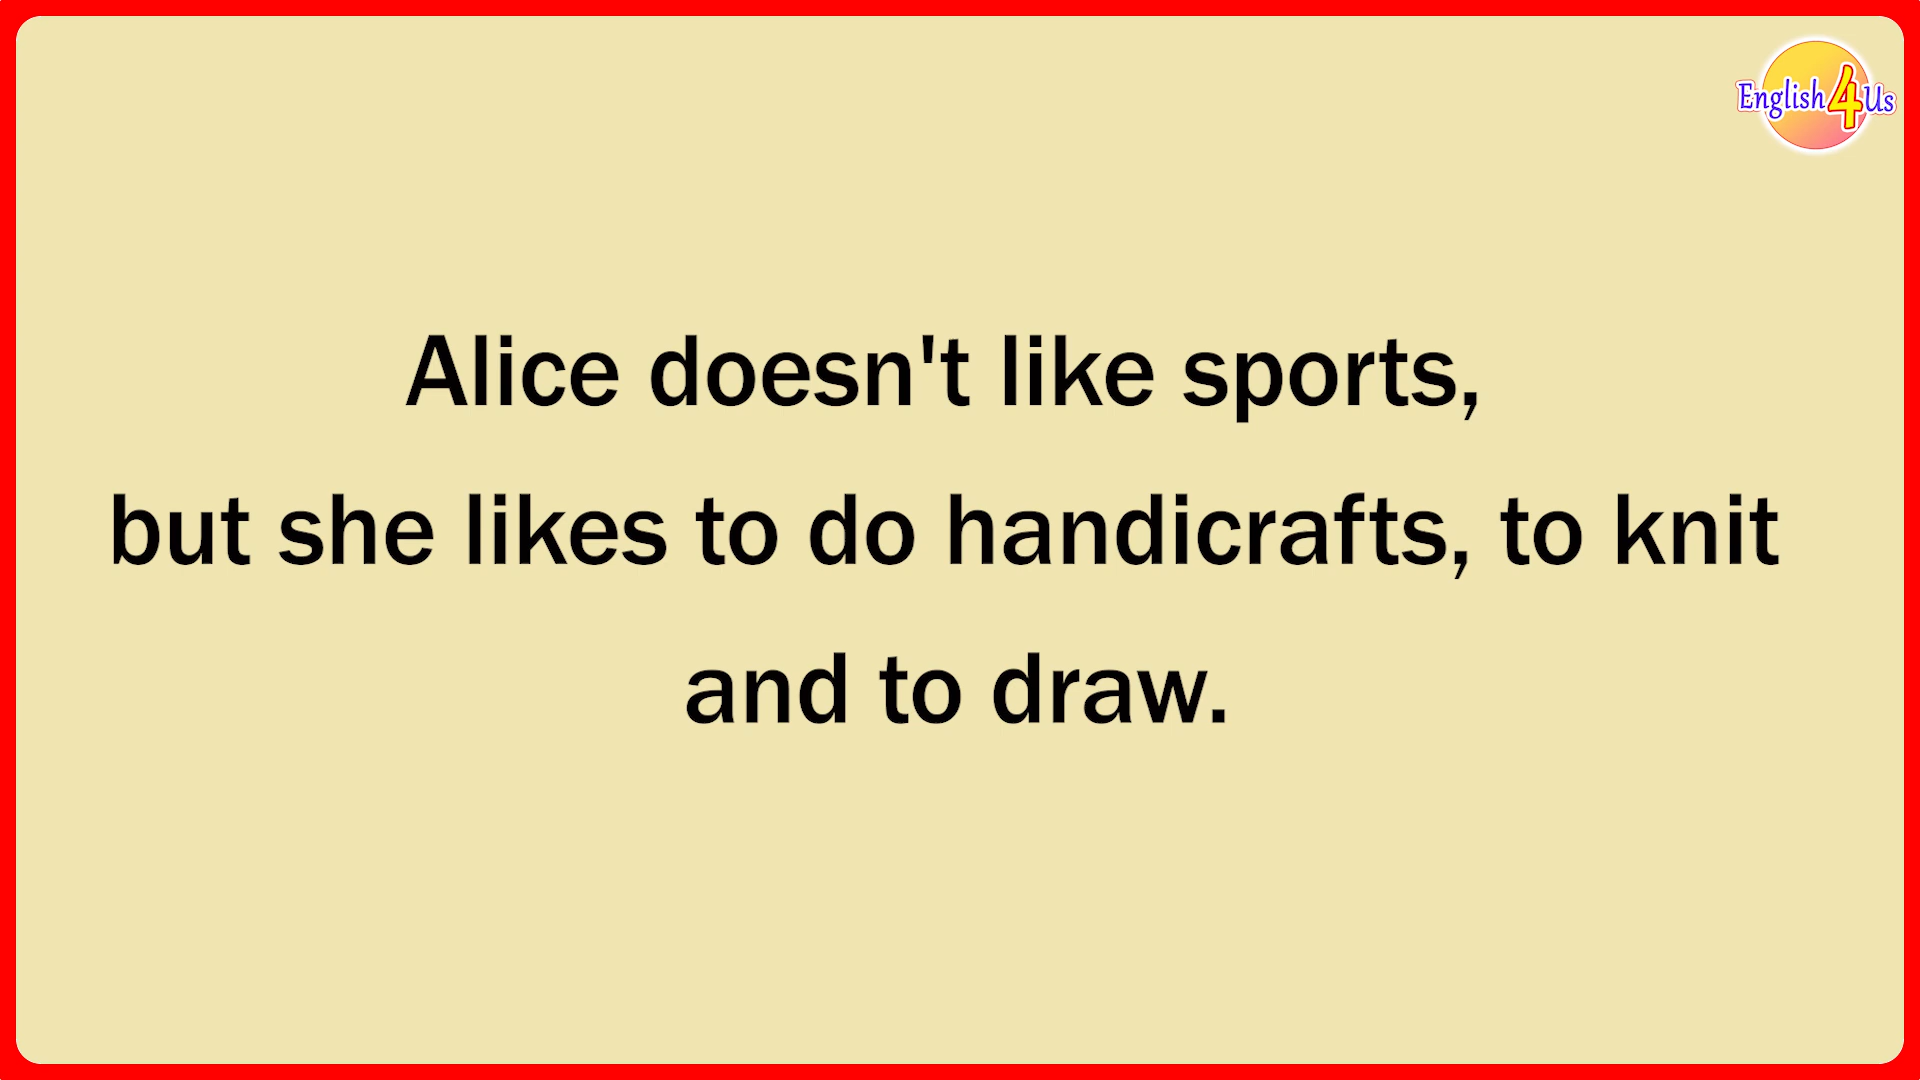 English4Us
Alice doesn't like sports,
but she likes to do handicrafts, to knit
and to draw.